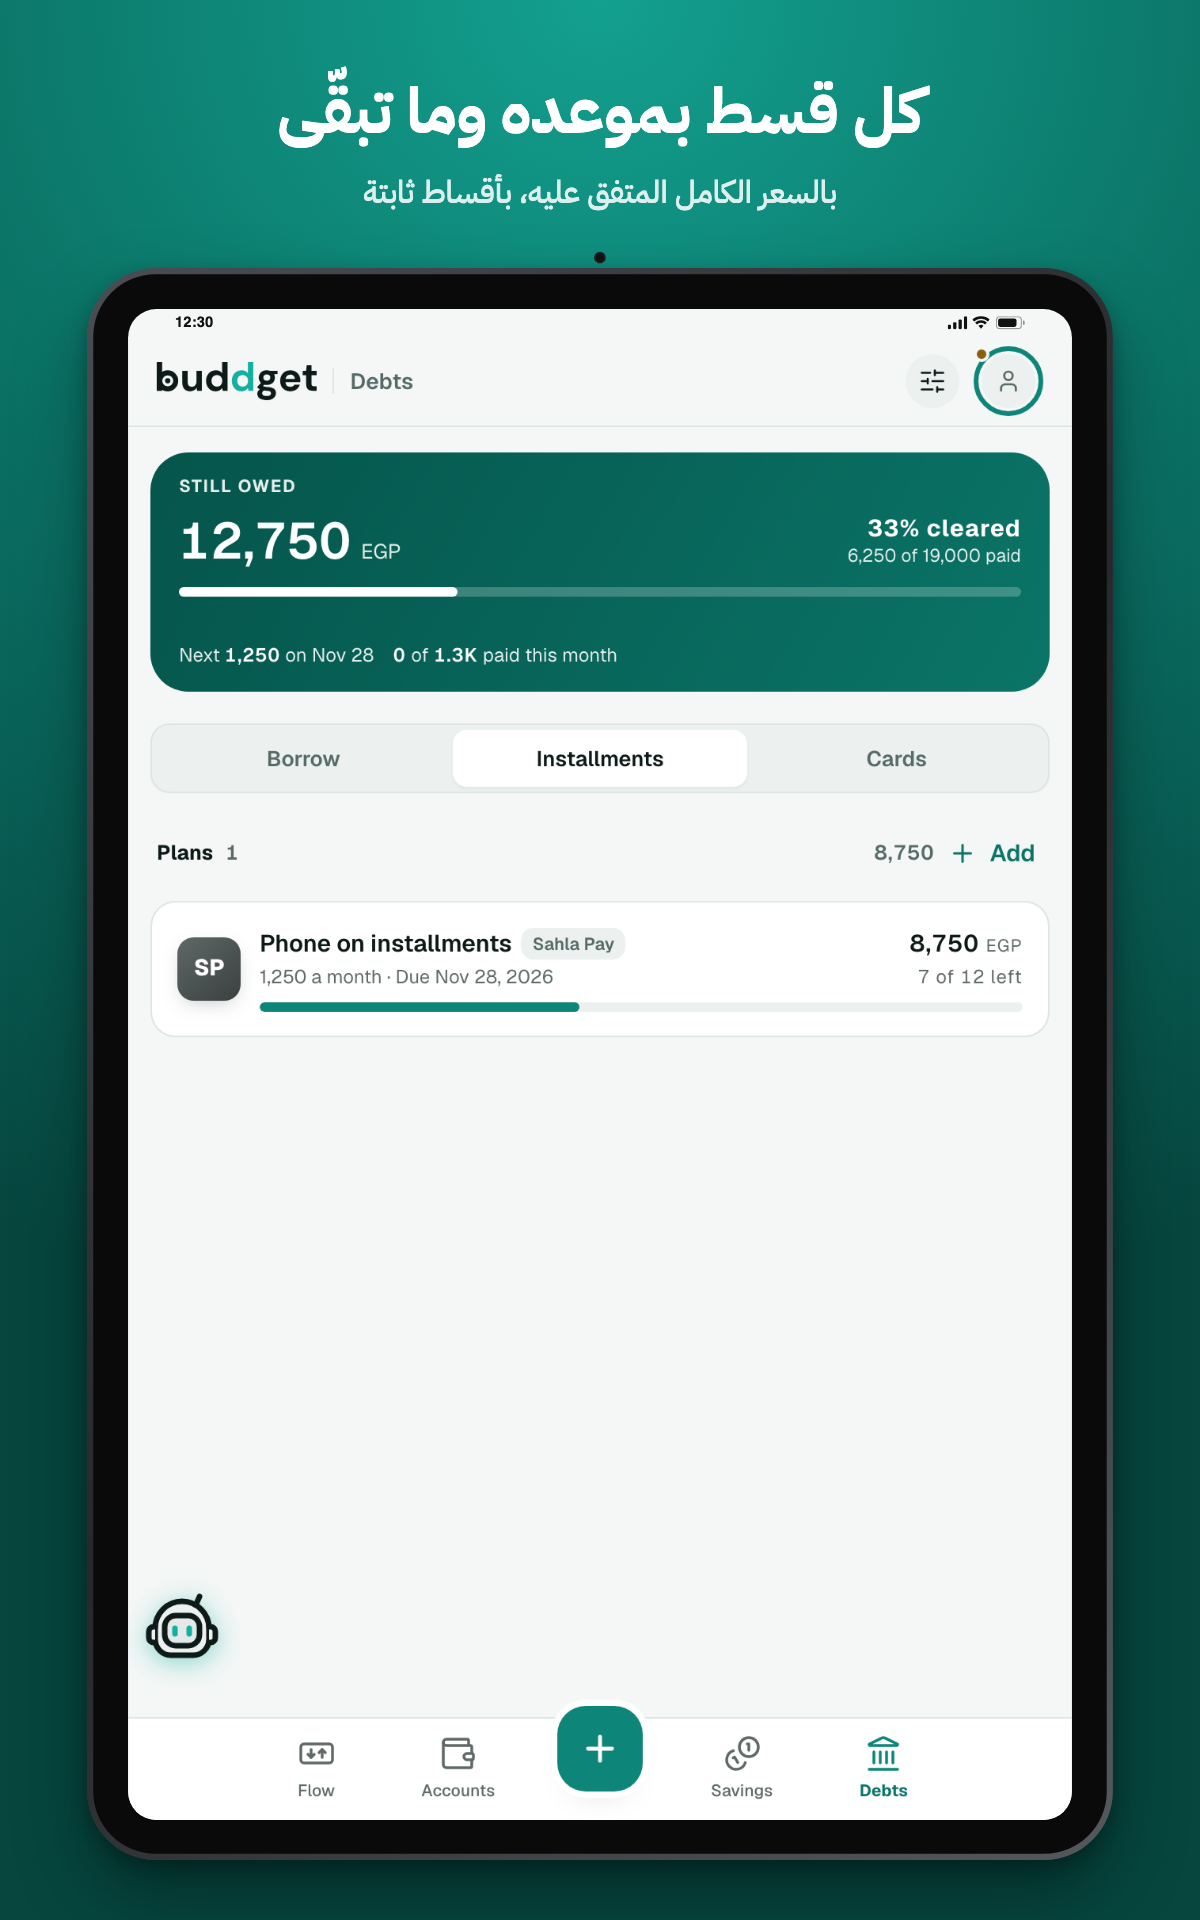 كل قسط بموعده وما تبقّى
بالسعر الكامل المتفق عليه، بأقساط ثابتة
12:30
buddget Debts
STILL OWED
12,750 EGP
33% cleared
6,250 of 19,000 paid
Next 1,250 on Nov 28 0 of 1.3K paid this month
Borrow Installments Cards
Plans 1 8,750 + Add
SP
Phone on installments Sahla Pay 8,750 EGP
1,250 a month · Due Nov 28, 2026 7 of 12 left
Flow Accounts Savings Debts